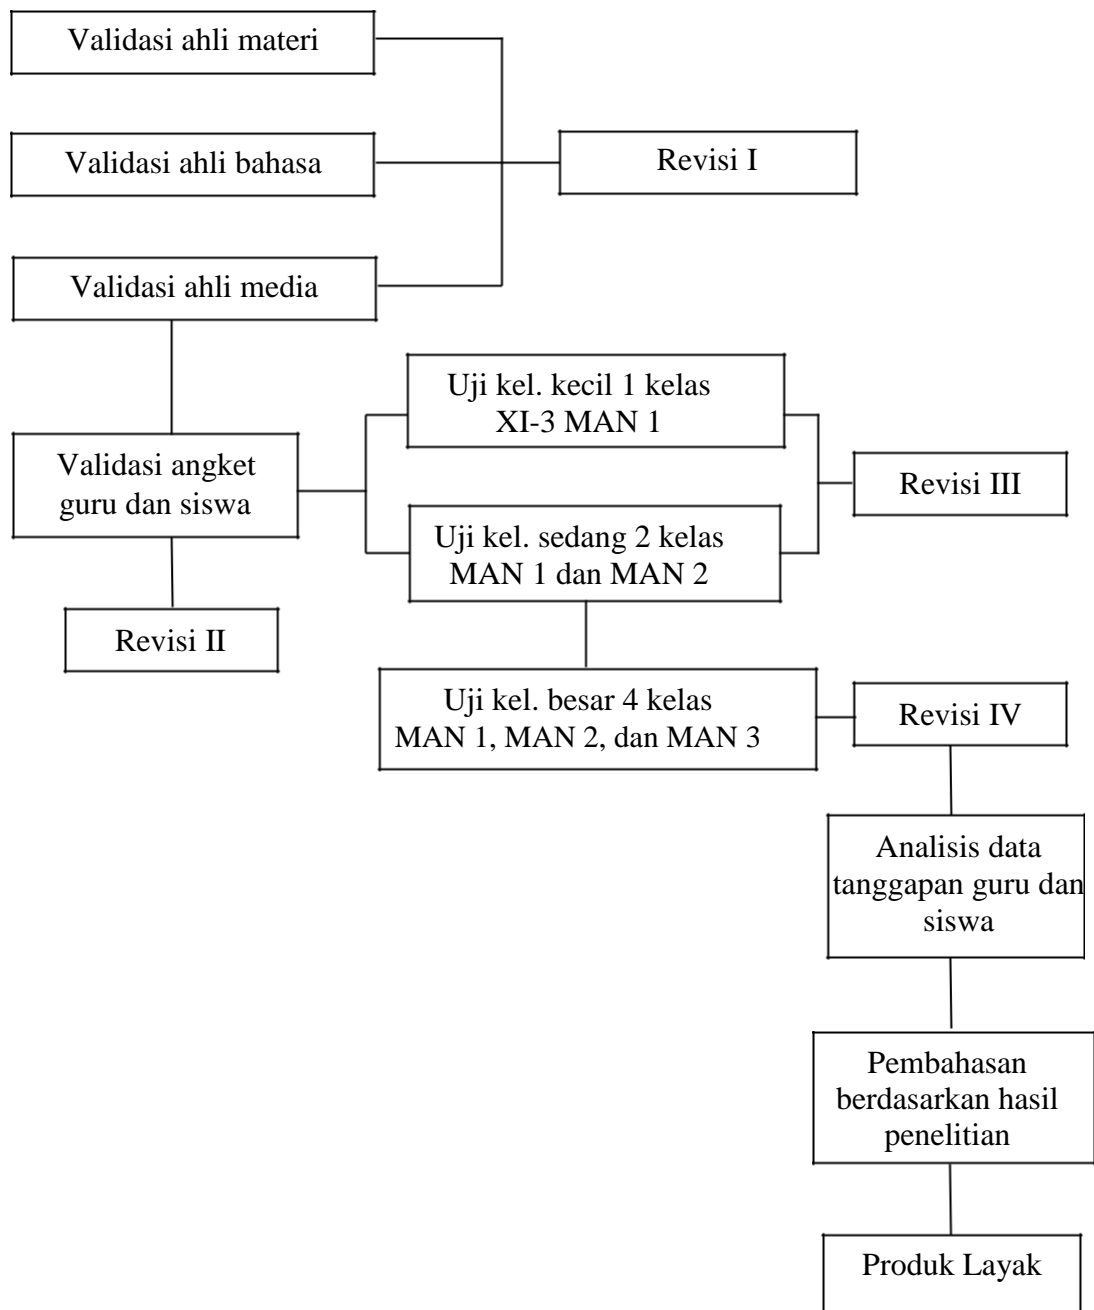 Validasi ahli materi
Validasi ahli bahasa
Revisi I
Validasi ahli media
Uji kel. kecil 1 kelas
XI-3 MAN 1
Validasi angket
guru dan siswa
Revisi III
Uji kel. sedang 2 kelas
MAN 1 dan MAN 2
Revisi II
Uji kel. besar 4 kelas
MAN 1, MAN 2, dan MAN 3
Revisi IV
Analisis data
tanggapan guru dan
siswa
Pembahasan
berdasarkan hasil
penelitian
Produk Layak